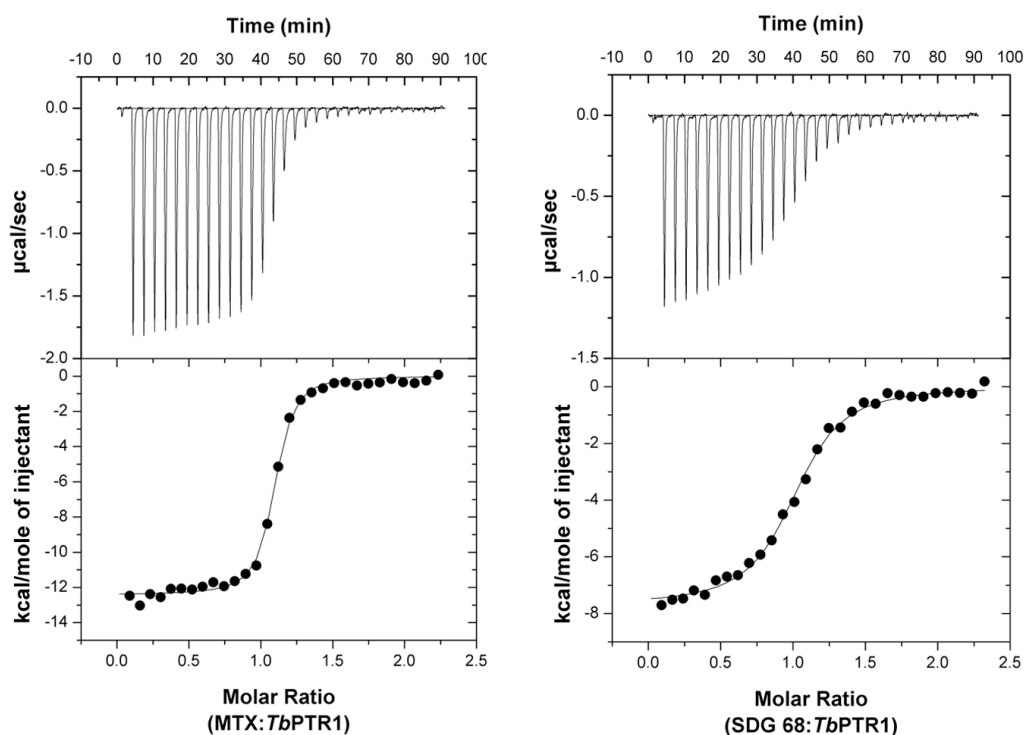 Time (min)
-10 0 10 20 30 40 50 60 70 80 90 100
0.0
-0.5
-1.0
-1.5
-2.0
µcal/sec
0
-2
-4
-6
-8
-10
-12
-14
kcal/mole of injectant
0.0 0.5 1.0 1.5 2.0 2.5
Molar Ratio
(MTX:TbPTR1)
Time (min)
-10 0 10 20 30 40 50 60 70 80 90 100
0.0
-0.5
-1.0
-1.5
µcal/sec
0
-2
-4
-6
-8
kcal/mole of injectant
0.0 0.5 1.0 1.5 2.0 2.5
Molar Ratio
(SDG 68:TbPTR1)